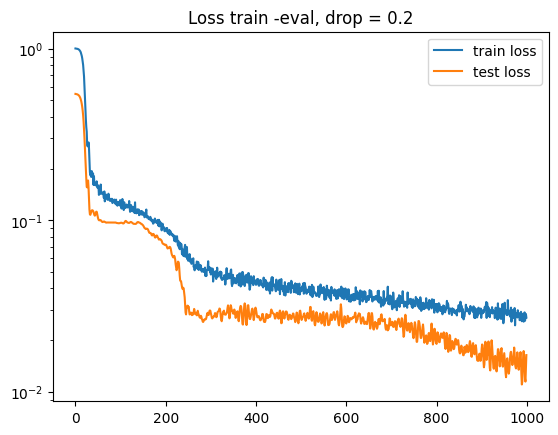 Loss train -eval, drop = 0.2
train loss
test loss
10⁰
10⁻¹
10⁻²
0 200 400 600 800 1000